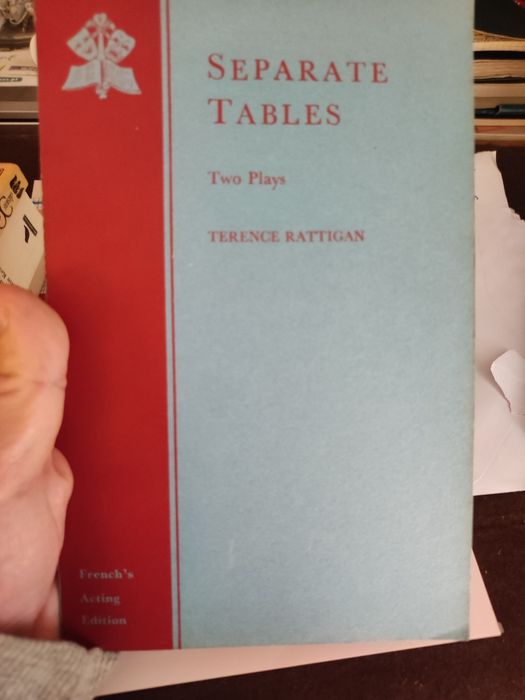 SEPARATE
TABLES
Two Plays
TERENCE RATTIGAN
French's
Acting
Edition